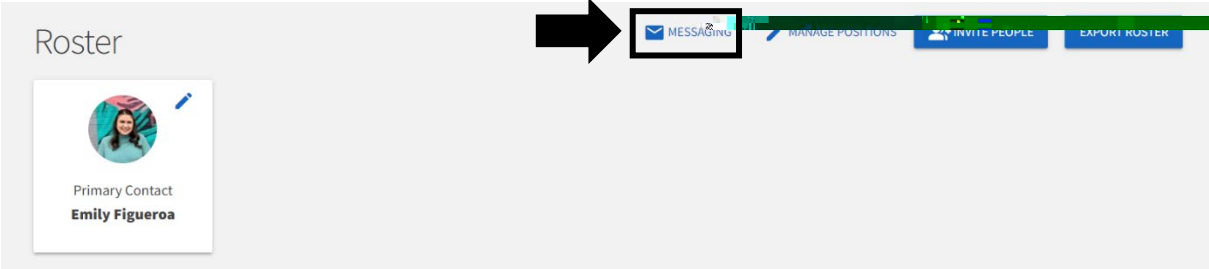 Roster
MESSAGING
MANAGE POSITIONS
INVITE PEOPLE
EXPORT ROSTER
Primary Contact
Emily Figueroa